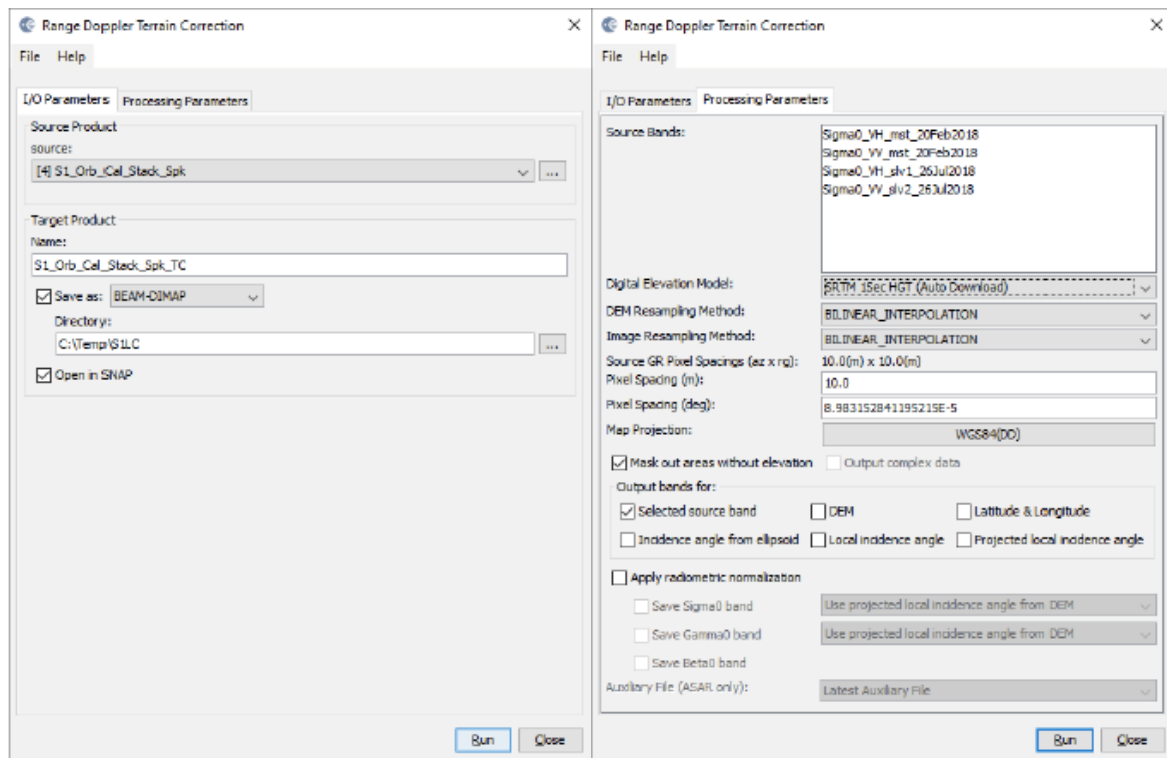 Range Doppler Terrain Correction
File Help
I/O Parameters Processing Parameters
Source Product
source:
[4] S1_Orb_Cal_Stack_Spk
...
Target Product
Name:
S1_Orb_Cal_Stack_Spk_TC
Save as: BEAM-DIMAP
Directory:
C:\Temp\S1LC
...
Open in SNAP
Run Close
Range Doppler Terrain Correction
File Help
I/O Parameters Processing Parameters
Source Bands:
Sigma0_VH_mst_20Feb2018
Sigma0_VV_mst_20Feb2018
Sigma0_VH_slv1_26Jul2018
Sigma0_VV_slv2_26Jul2018
Digital Elevation Model: SRTM 1Sec HGT (Auto Download)
DEM Resampling Method: BILINEAR_INTERPOLATION
Image Resampling Method: BILINEAR_INTERPOLATION
Source GR Pixel Spacings (az x rg): 10.0(m) x 10.0(m)
Pixel Spacing (m): 10.0
Pixel Spacing (deg): 8.983152841195215E-5
Map Projection: WGS84(DD)
Mask out areas without elevation Output complex data
Output bands for:
Selected source band DEM Latitude & Longitude
Incidence angle from ellipsoid Local incidence angle Projected local incidence angle
Apply radiometric normalization
Save Sigma0 band Use projected local incidence angle from DEM
Save Gamma0 band Use projected local incidence angle from DEM
Save Beta0 band
Auxiliary File (ASAR only): Latest Auxiliary File
Run Close